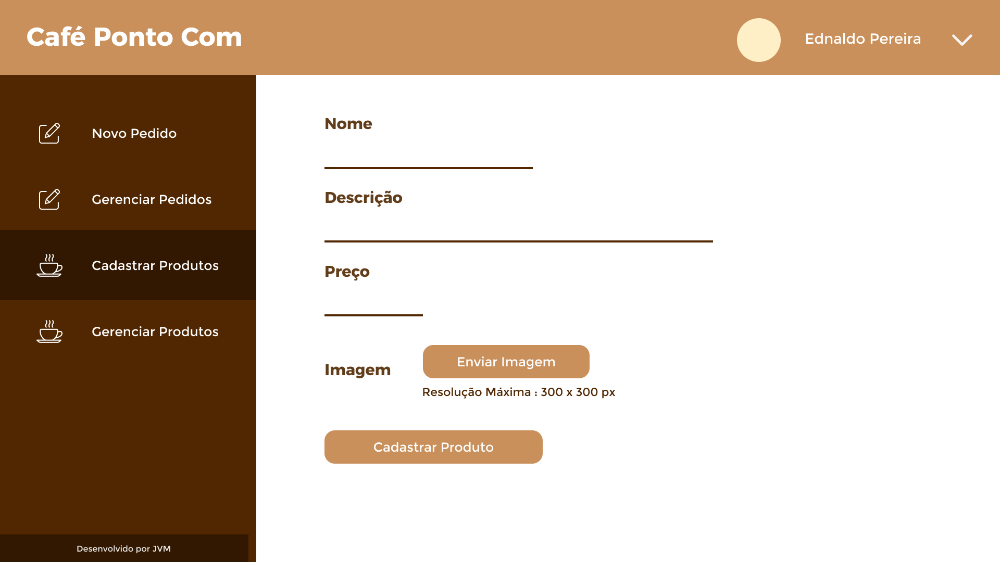 Café Ponto Com
Ednaldo Pereira
Novo Pedido
Gerenciar Pedidos
Cadastrar Produtos
Gerenciar Produtos
Desenvolvido por JVM
Nome
Descrição
Preço
Imagem
Enviar Imagem
Resolução Máxima : 300 x 300 px
Cadastrar Produto